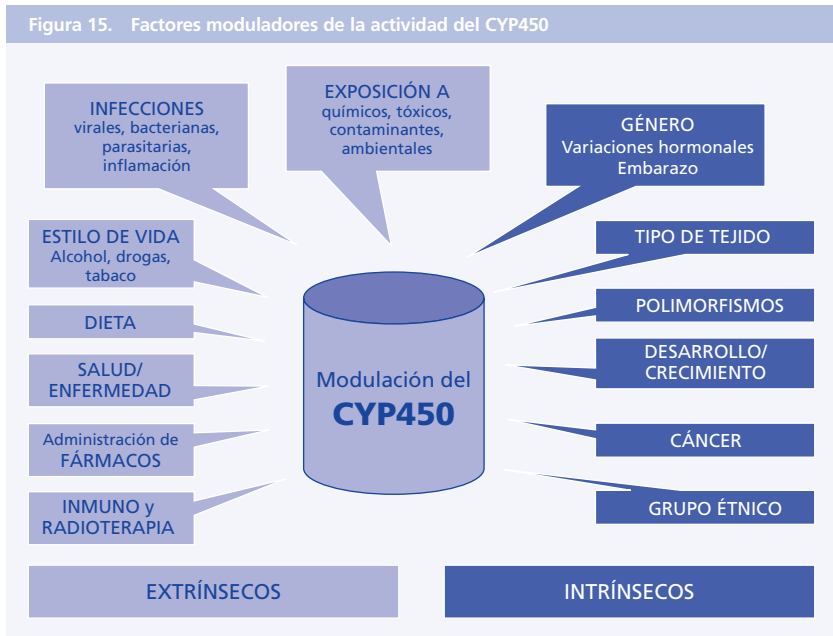 Figura 15. Factores moduladores de la actividad del CYP450
INFECCIONES
virales, bacterianas,
parasitarias,
inflamación
EXPOSICIÓN A
químicos, tóxicos,
contaminantes,
ambientales
GÉNERO
Variaciones hormonales
Embarazo
ESTILO DE VIDA
Alcohol, drogas,
tabaco
DIETA
SALUD/
ENFERMEDAD
Administración de
FÁRMACOS
INMUNO y
RADIOTERAPIA
Modulación del
CYP450
TIPO DE TEJIDO
POLIMORFISMOS
DESARROLLO/
CRECIMIENTO
CÁNCER
GRUPO ÉTNICO
EXTRÍNSECOS
INTRÍNSECOS